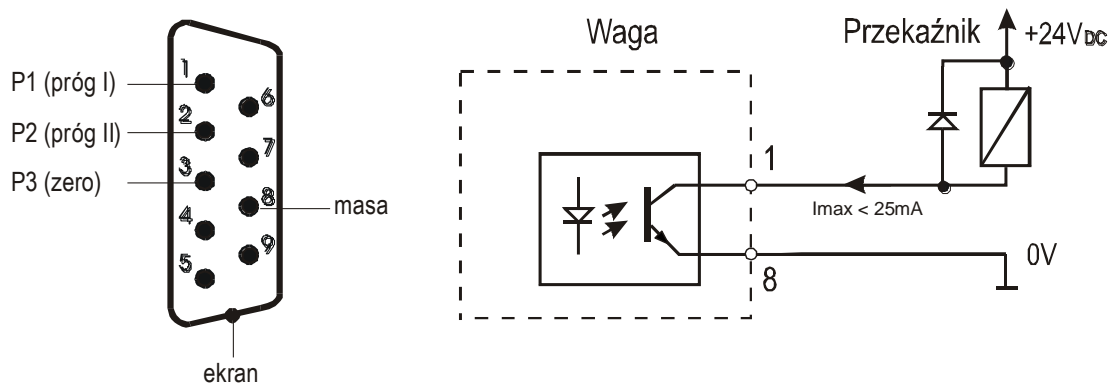 P1 (próg I)
P2 (próg II)
P3 (zero)
1
2
3
4
5
6
7
8
9
masa
ekran
Waga
Przekaźnik
+24VDC
1
Imax < 25mA
8
0V